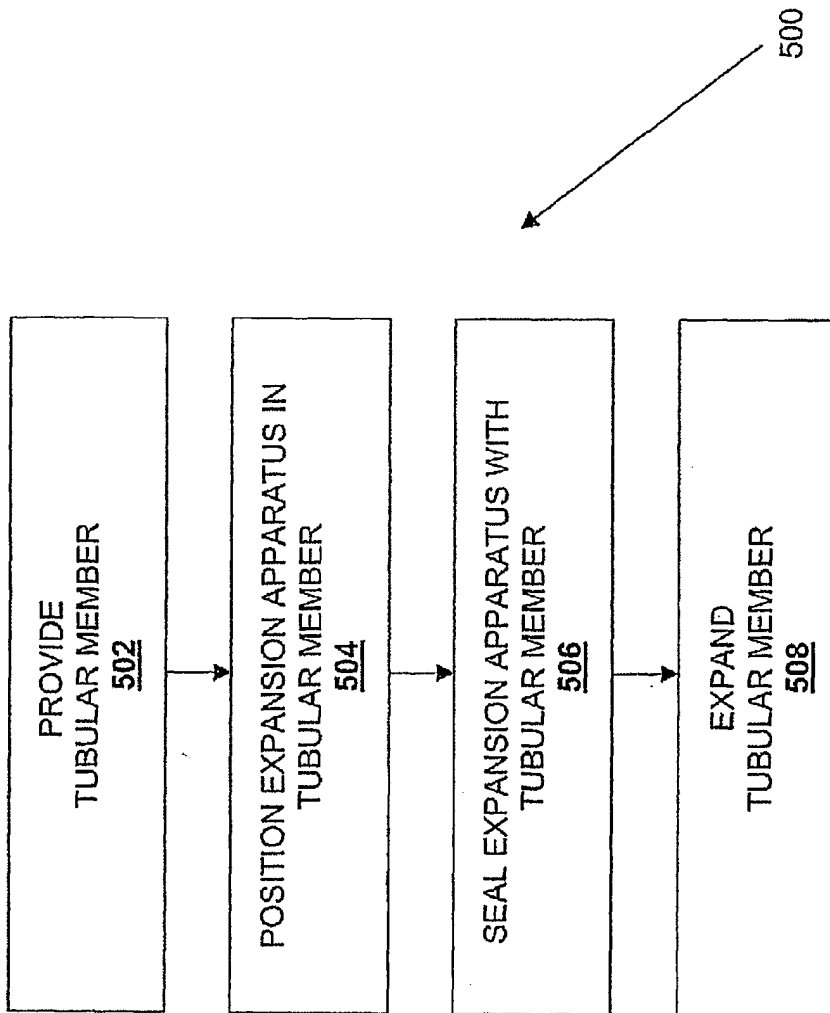 PROVIDE
TUBULAR MEMBER
502
POSITION EXPANSION APPARATUS IN
TUBULAR MEMBER
504
SEAL EXPANSION APPARATUS WITH
TUBULAR MEMBER
506
EXPAND
TUBULAR MEMBER
508
500